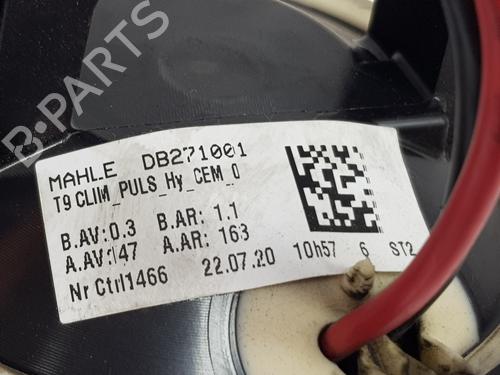 MAHLE DB271001
T9 CLIM_PULS_Hy_CEM_0
B.AV:0.3 B.AR: 1.1
A.AV:147 A.AR: 163
Nr Ctrl1466 22.07.20 10h57 6 ST2
B-PARTS